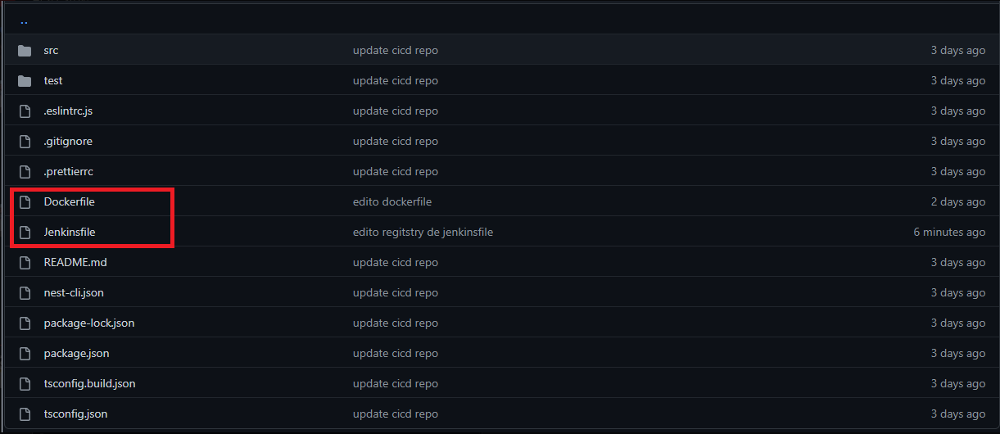 ..
src update cicd repo 3 days ago
test update cicd repo 3 days ago
.eslintrc.js update cicd repo 3 days ago
.gitignore update cicd repo 3 days ago
.prettierrc update cicd repo 3 days ago
Dockerfile edito dockerfile 2 days ago
Jenkinsfile edito regitstry de jenkinsfile 6 minutes ago
README.md update cicd repo 3 days ago
nest-cli.json update cicd repo 3 days ago
package-lock.json update cicd repo 3 days ago
package.json update cicd repo 3 days ago
tsconfig.build.json update cicd repo 3 days ago
tsconfig.json update cicd repo 3 days ago